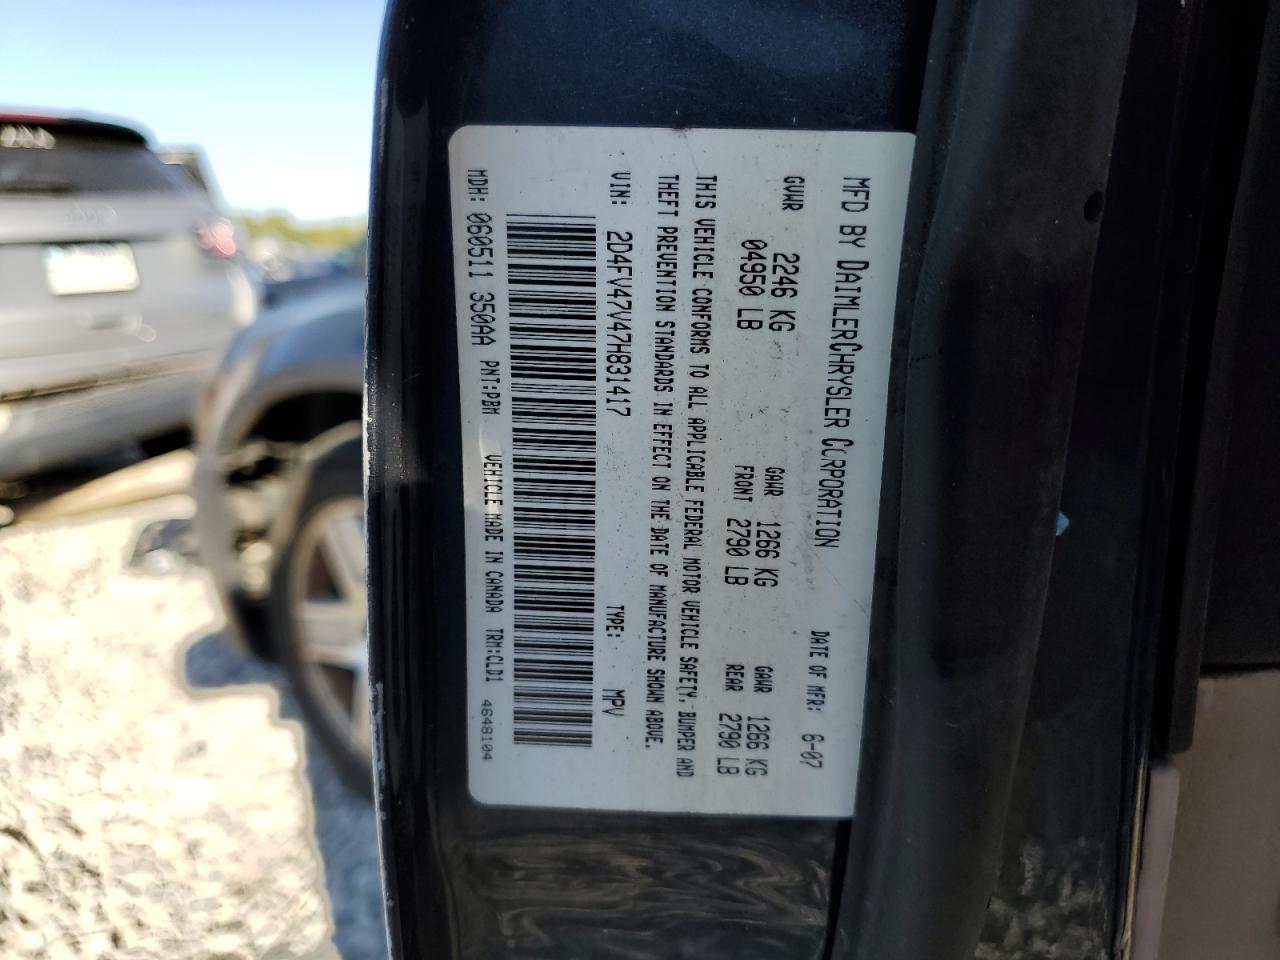 MFD BY DAIMLERCHRYSLER CORPORATION
DATE OF MFR: 6-07
GVWR 2246 KG
04950 LB
GAWR FRONT 1266 KG
2790 LB
GAWR REAR 1266 KG
2790 LB
THIS VEHICLE CONFORMS TO ALL APPLICABLE FEDERAL MOTOR VEHICLE SAFETY, BUMPER AND
THEFT PREVENTION STANDARDS IN EFFECT ON THE DATE OF MANUFACTURE SHOWN ABOVE.
VIN: 2D4FV47V47H831417 TYPE: MPV
MDH: 060511 350AA PNT:PBM VEHICLE MADE IN CANADA TRM:CLD1 4648104